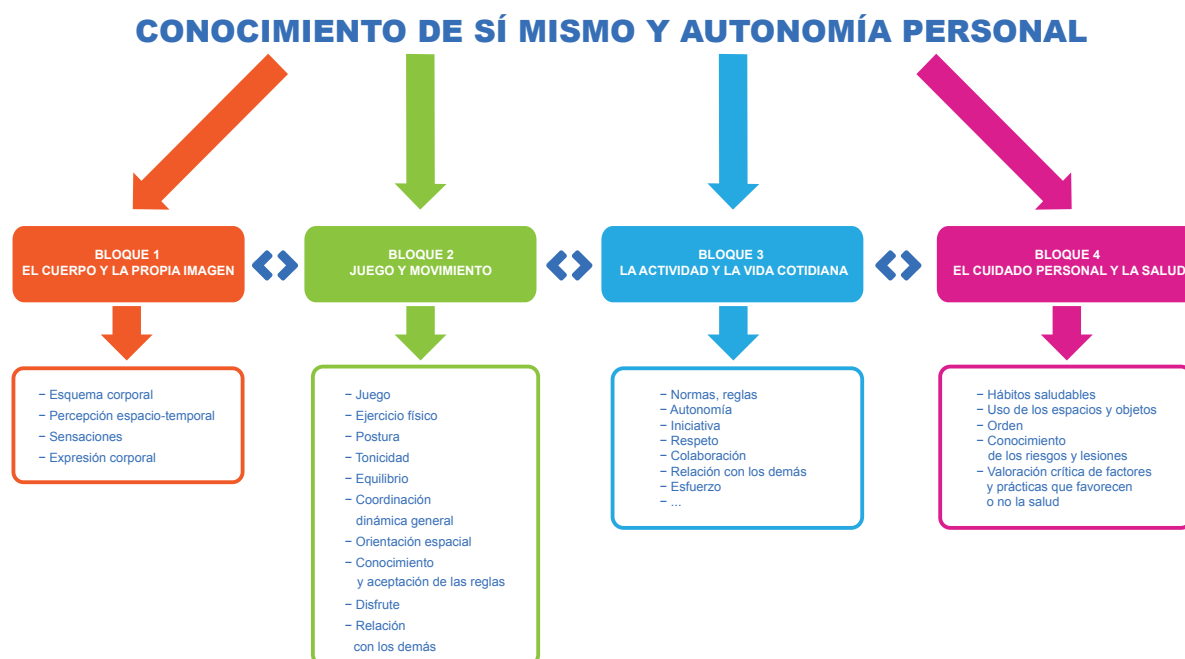 CONOCIMIENTO DE SÍ MISMO Y AUTONOMÍA PERSONAL
BLOQUE 1
EL CUERPO Y LA PROPIA IMAGEN
− Esquema corporal
− Percepción espacio-temporal
− Sensaciones
− Expresión corporal
BLOQUE 2
JUEGO Y MOVIMIENTO
− Juego
− Ejercicio físico
− Postura
− Tonicidad
− Equilibrio
− Coordinación
dinámica general
− Orientación espacial
− Conocimiento
y aceptación de las reglas
− Disfrute
− Relación
con los demás
BLOQUE 3
LA ACTIVIDAD Y LA VIDA COTIDIANA
− Normas, reglas
− Autonomía
− Iniciativa
− Respeto
− Colaboración
− Relación con los demás
− Esfuerzo
− ...
BLOQUE 4
EL CUIDADO PERSONAL Y LA SALUD
− Hábitos saludables
− Uso de los espacios y objetos
− Orden
− Conocimiento
de los riesgos y lesiones
− Valoración crítica de factores
y prácticas que favorecen
o no la salud